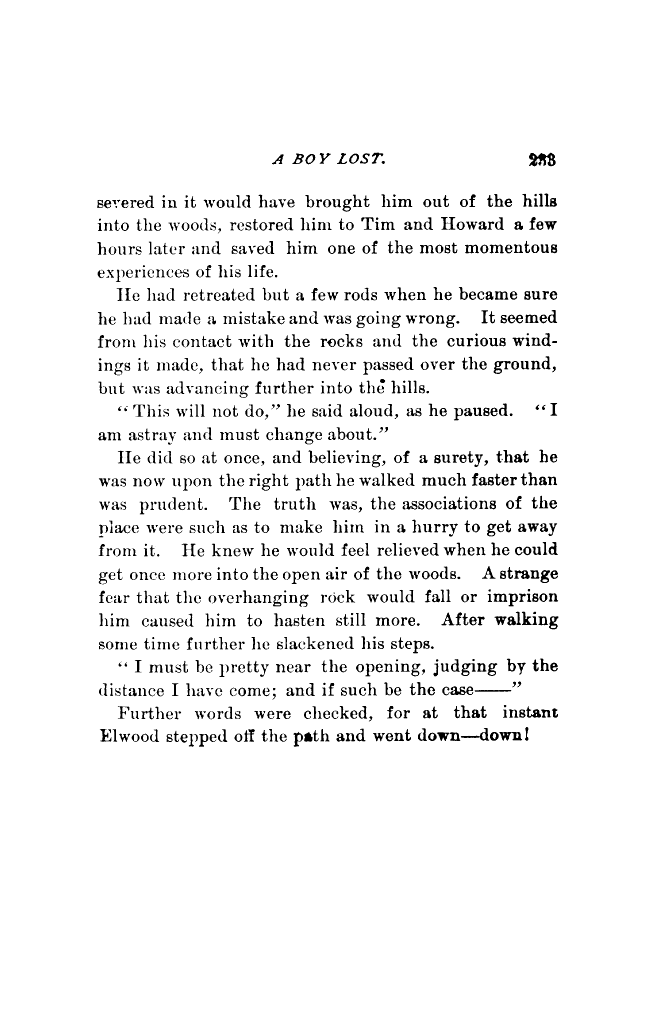 A BOY LOST.
severed in it would have brought him out of the hills
into the woods, restored him to Tim and Howard a few
hours later and saved him one of the most momentous
experiences of his life.
He had retreated but a few rods when he became sure
he had made a mistake and was going wrong. It seemed
from his contact with the rocks and the curious wind-
ings it made, that he had never passed over the ground,
but was advancing further into the hills.
“This will not do,” he said aloud, as he paused. “I
am astray and must change about.”
He did so at once, and believing, of a surety, that he
was now upon the right path he walked much faster than
was prudent. The truth was, the associations of the
place were such as to make him in a hurry to get away
from it. He knew he would feel relieved when he could
get once more into the open air of the woods. A strange
fear that the overhanging rock would fall or imprison
him caused him to hasten still more. After walking
some time further he slackened his steps.
“I must be pretty near the opening, judging by the
distance I have come; and if such be the case——”
Further words were checked, for at that instant
Elwood stepped off the path and went down—down!